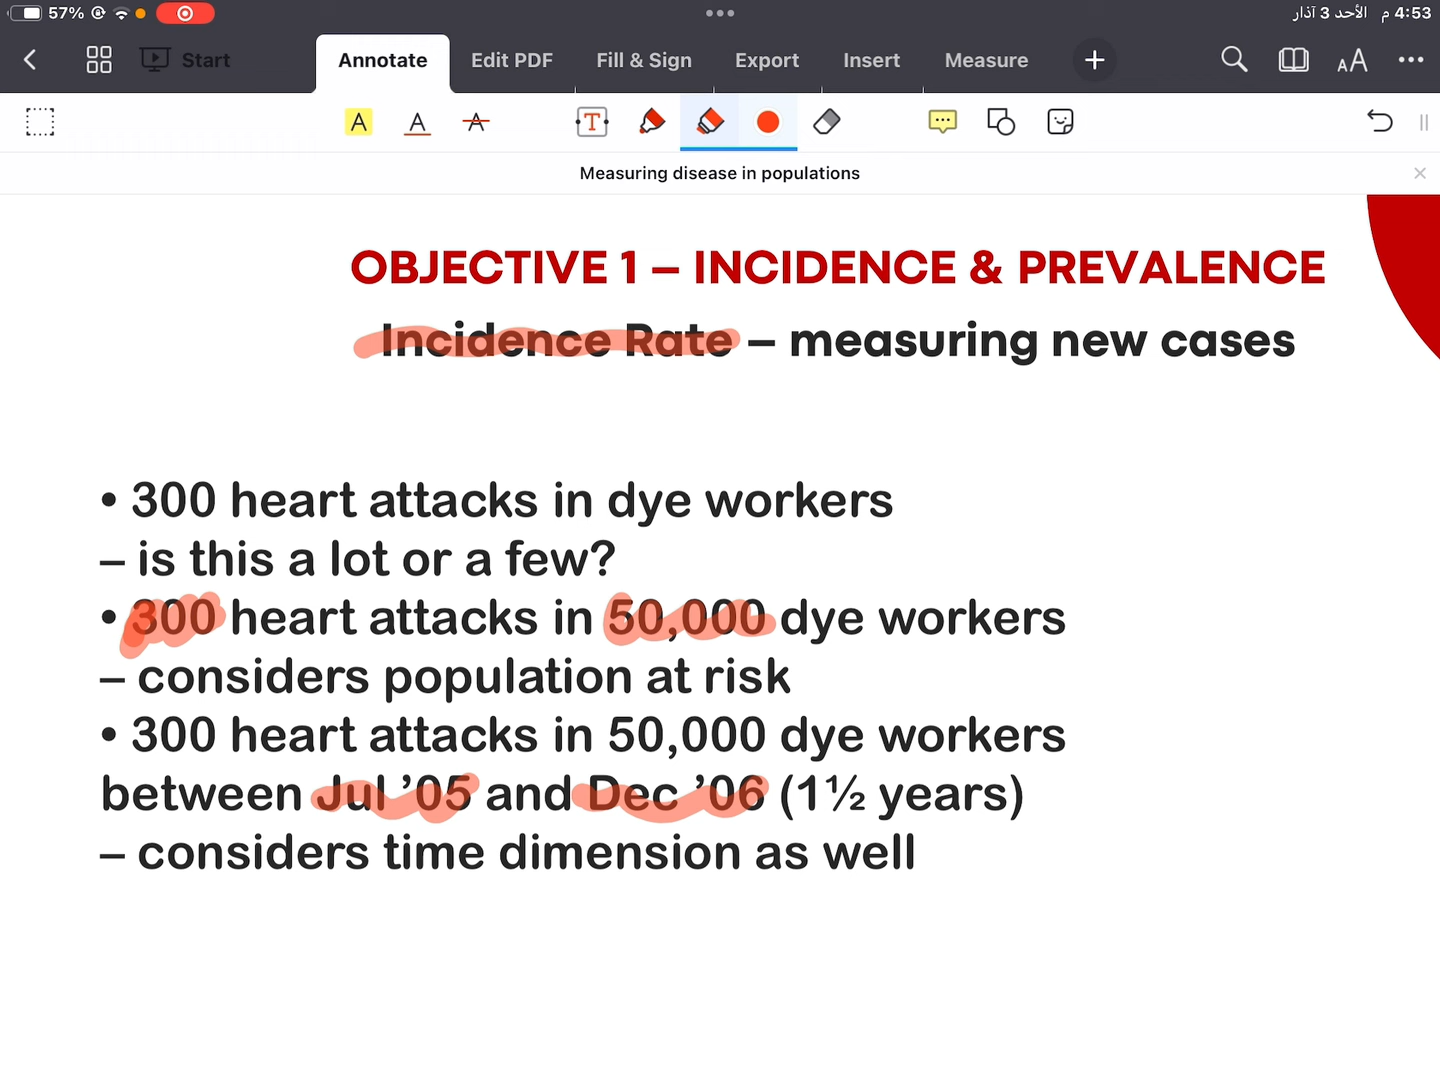 57%
الأحد 3 آذار 4:53 م
Start
Annotate
Edit PDF
Fill & Sign
Export
Insert
Measure
AA
A A A T
Measuring disease in populations
OBJECTIVE 1 – INCIDENCE & PREVALENCE
Incidence Rate – measuring new cases
• 300 heart attacks in dye workers
– is this a lot or a few?
• 300 heart attacks in 50,000 dye workers
– considers population at risk
• 300 heart attacks in 50,000 dye workers
between Jul ’05 and Dec ’06 (1½ years)
– considers time dimension as well